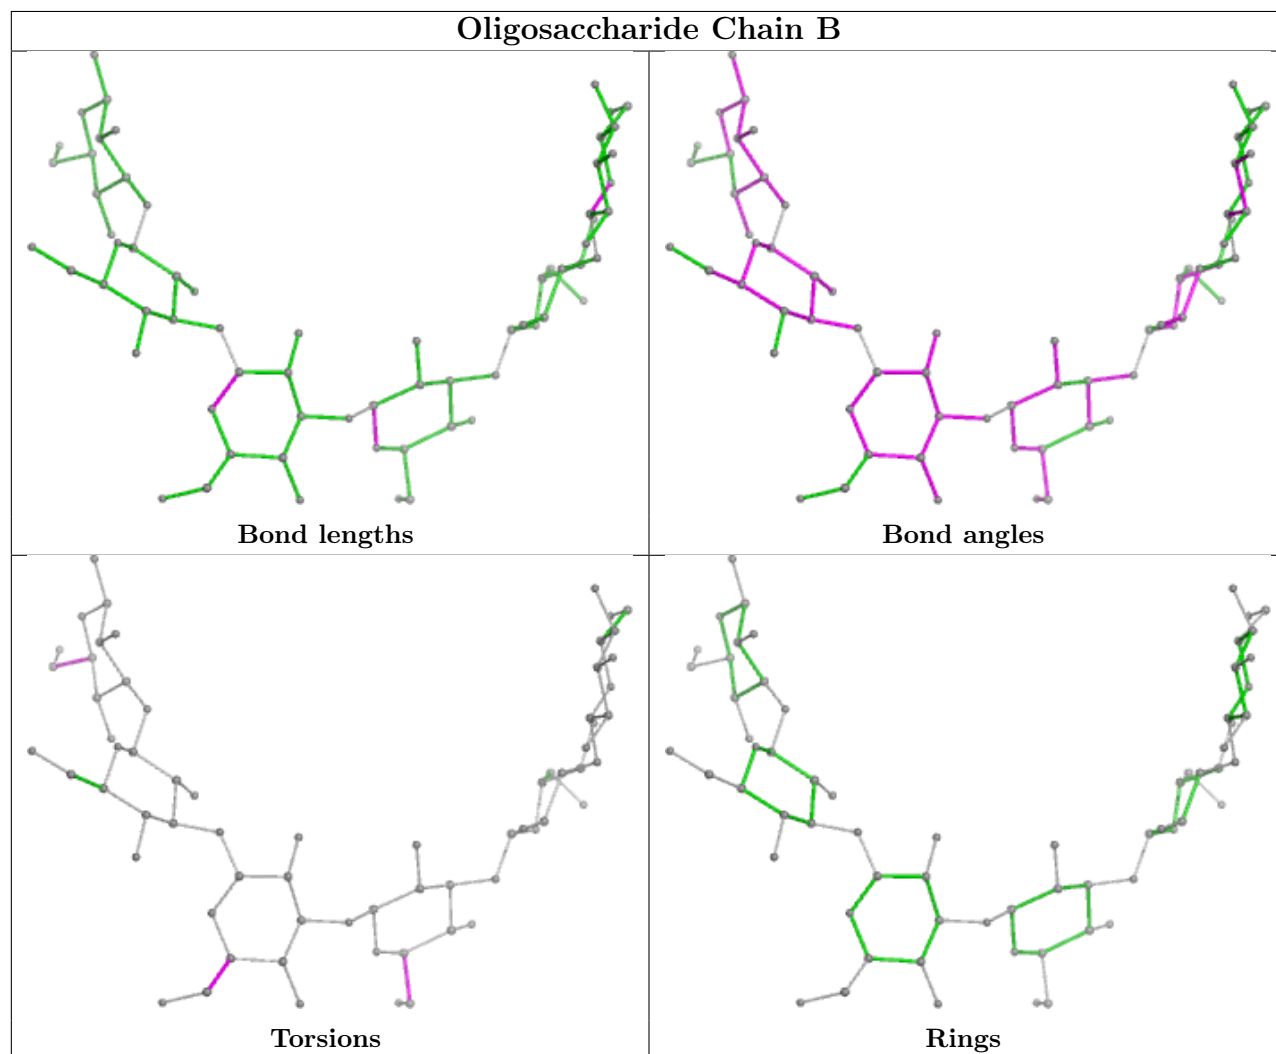 Oligosaccharide Chain B
Bond lengths
Bond angles
Torsions
Rings